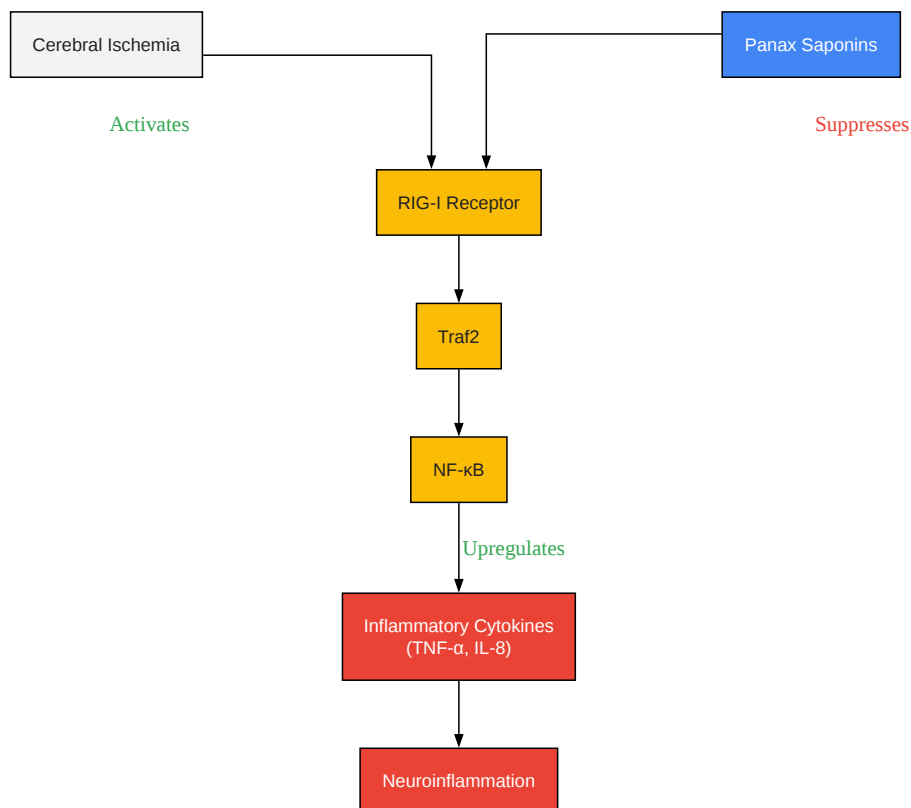 Cerebral Ischemia
Panax Saponins
Activates
Suppresses
RIG-I Receptor
Traf2
NF-κB
Upregulates
Inflammatory Cytokines
(TNF-α, IL-8)
Neuroinflammation